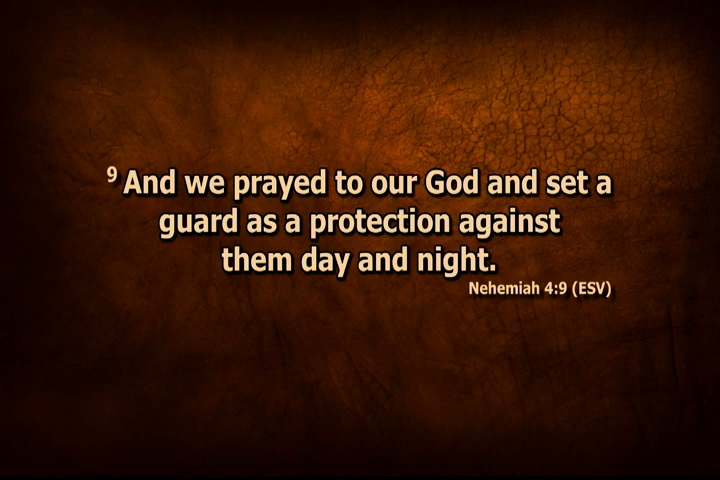 9 And we prayed to our God and set a
guard as a protection against
them day and night.
Nehemiah 4:9 (ESV)